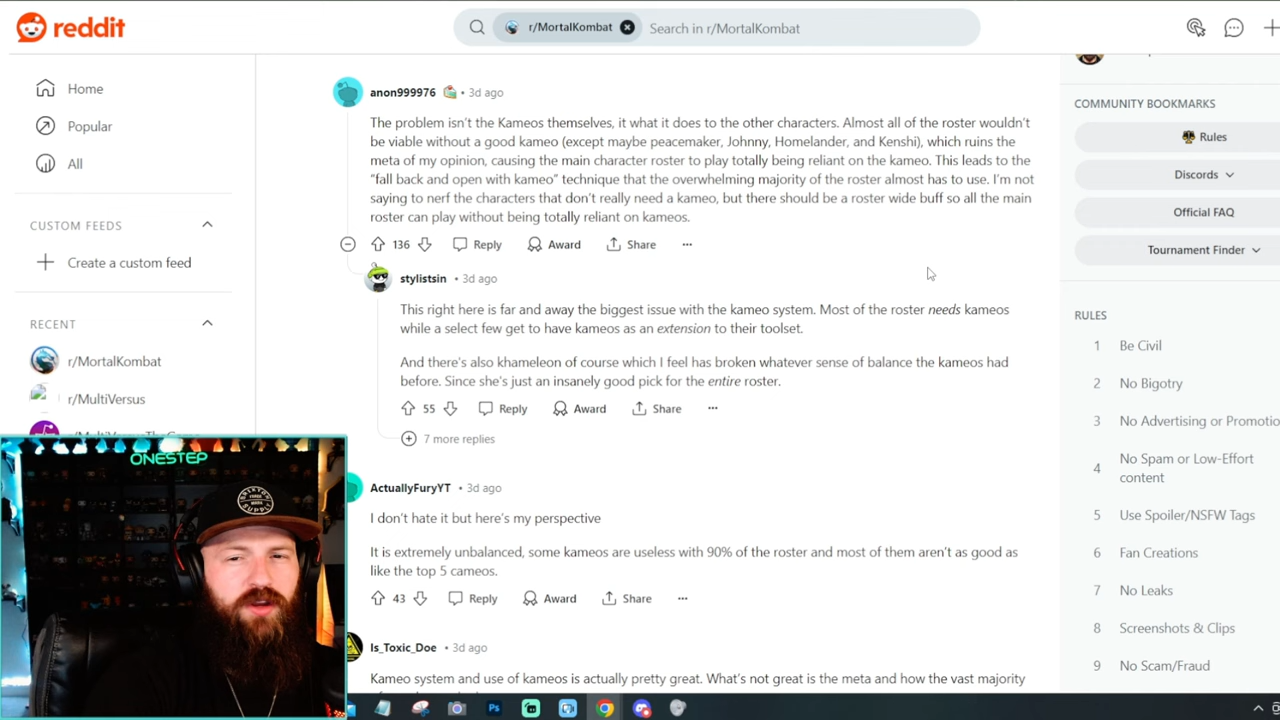 reddit
r/MortalKombat
Search in r/MortalKombat
Home
Popular
All
CUSTOM FEEDS
Create a custom feed
RECENT
r/MortalKombat
r/MultiVersus
ONESTEP
BRIXTON
SUPPLY
anon999976 • 3d ago
The problem isn't the Kameos themselves, it what it does to the other characters. Almost all of the roster wouldn't
be viable without a good kameo (except maybe peacemaker, Johnny, Homelander, and Kenshi), which ruins the
meta of my opinion, causing the main character roster to play totally being reliant on the kameo. This leads to the
“fall back and open with kameo” technique that the overwhelming majority of the roster almost has to use. I'm not
saying to nerf the characters that don't really need a kameo, but there should be a roster wide buff so all the main
roster can play without being totally reliant on kameos.
136 Reply Award Share
stylistsin • 3d ago
This right here is far and away the biggest issue with the kameo system. Most of the roster needs kameos
while a select few get to have kameos as an extension to their toolset.
And there's also khameleon of course which I feel has broken whatever sense of balance the kameos had
before. Since she's just an insanely good pick for the entire roster.
55 Reply Award Share
7 more replies
ActuallyFuryYT • 3d ago
I don't hate it but here's my perspective
It is extremely unbalanced, some kameos are useless with 90% of the roster and most of them aren't as good as
like the top 5 cameos.
43 Reply Award Share
Is_Toxic_Doe • 3d ago
Kameo system and use of kameos is actually pretty great. What's not great is the meta and how the vast majority
COMMUNITY BOOKMARKS
Rules
Discords
Official FAQ
Tournament Finder
RULES
1 Be Civil
2 No Bigotry
3 No Advertising or Promotio
4 No Spam or Low-Effort
content
5 Use Spoiler/NSFW Tags
6 Fan Creations
7 No Leaks
8 Screenshots & Clips
9 No Scam/Fraud
Ps